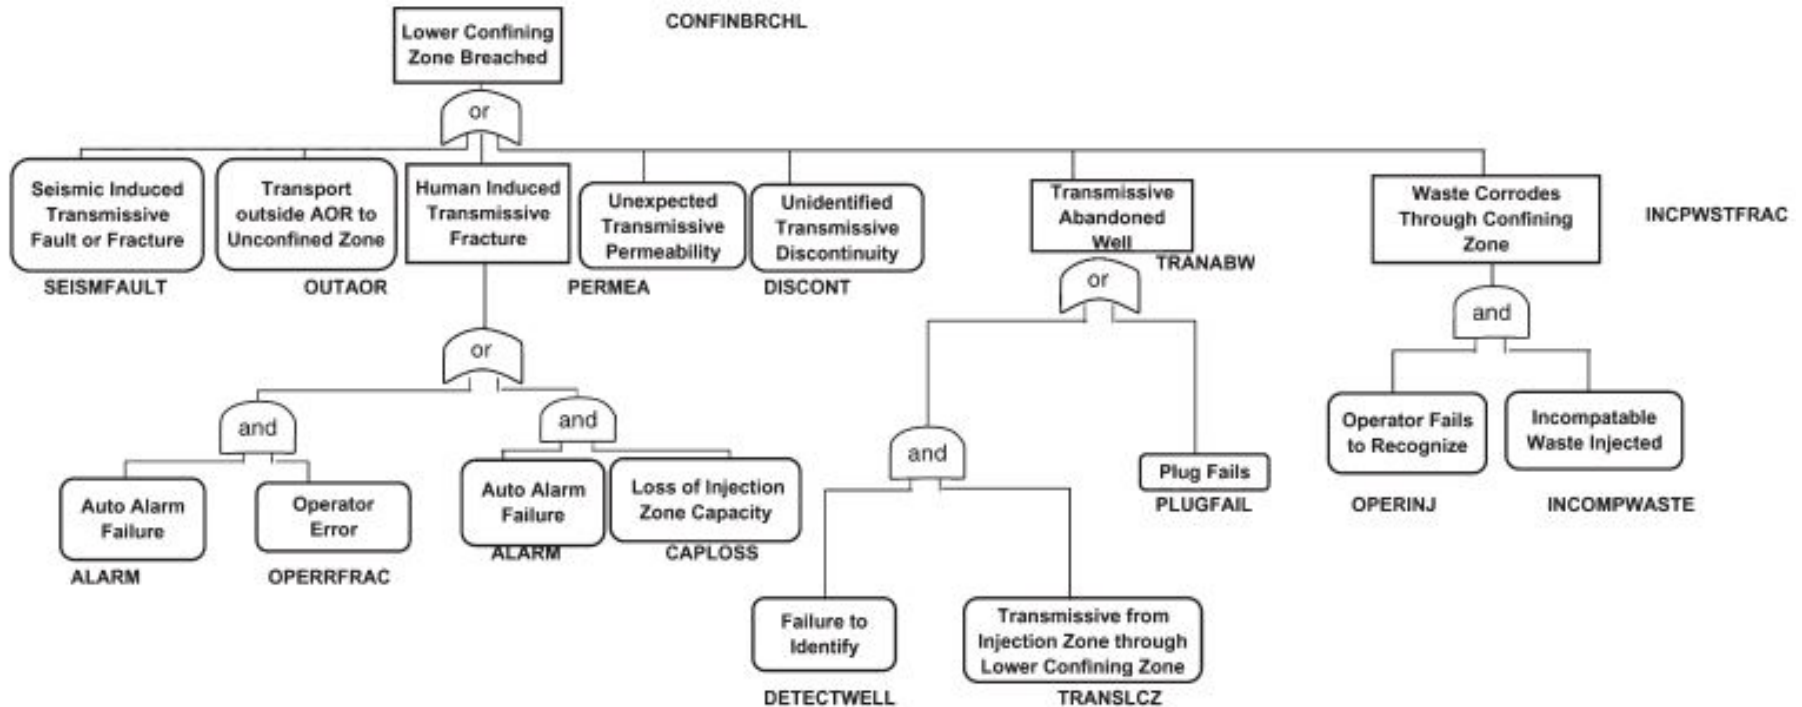 CONFINBRCHL
Lower Confining
Zone Breached
or
Seismic Induced
Transmissive
Fault or Fracture
SEISMFAULT
Transport
outside AOR to
Unconfined Zone
OUTAOR
Human Induced
Transmissive
Fracture
Unexpected
Transmissive
Permeability
PERMEA
Unidentified
Transmissive
Discontinuity
DISCONT
Transmissive
Abandoned
Well
TRANABW
Waste Corrodes
Through Confining
Zone
INCPWSTFRAC
or
or
and
and
and
and
Auto Alarm
Failure
ALARM
Operator
Error
OPERRFRAC
Auto Alarm
Failure
ALARM
Loss of Injection
Zone Capacity
CAPLOSS
Plug Fails
PLUGFAIL
Operator Fails
to Recognize
OPERINJ
Incompatable
Waste Injected
INCOMPWASTE
Failure to
Identify
DETECTWELL
Transmissive from
Injection Zone through
Lower Confining Zone
TRANSLCZ